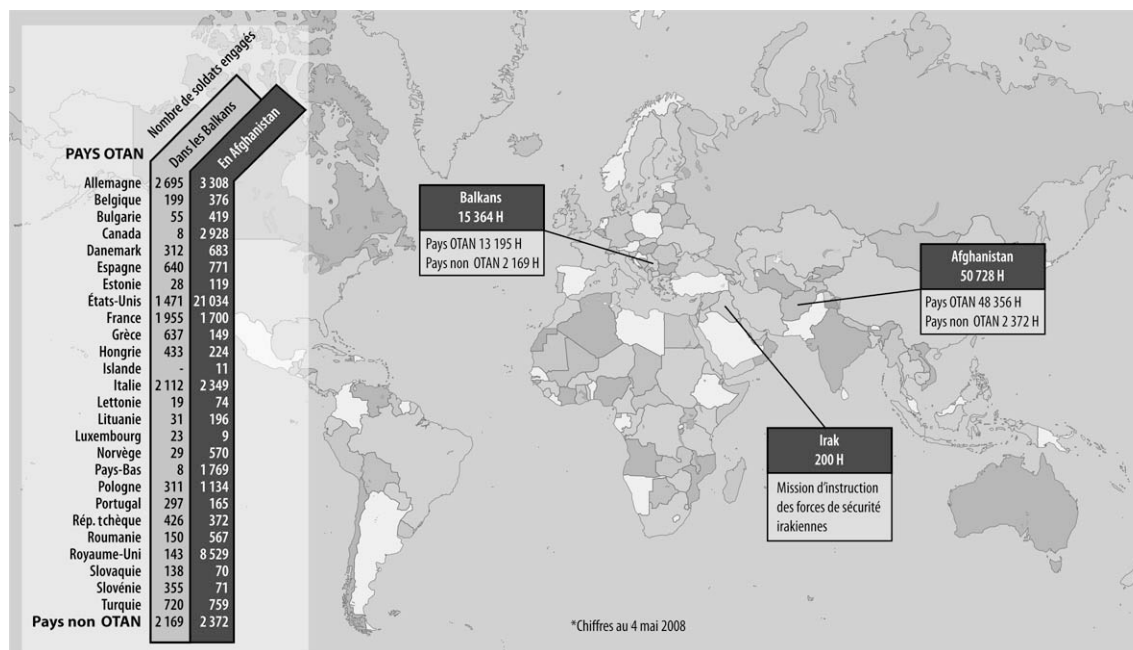 Nombre de soldats engagés
Dans les Balkans
En Afghanistan
PAYS OTAN
Allemagne 2 695 3 308
Belgique 199 376
Bulgarie 55 419
Canada 8 2 928
Danemark 312 683
Espagne 640 771
Estonie 28 119
États-Unis 1 471 21 034
France 1 955 1 700
Grèce 637 149
Hongrie 433 224
Islande - 11
Italie 2 112 2 349
Lettonie 19 74
Lituanie 31 196
Luxembourg 23 9
Norvège 29 570
Pays-Bas 8 1 769
Pologne 311 1 134
Portugal 297 165
Rép. tchèque 426 372
Roumanie 150 567
Royaume-Uni 143 8 529
Slovaquie 138 70
Slovénie 355 71
Turquie 720 759
Pays non OTAN 2 169 2 372
Balkans
15 364 H
Pays OTAN 13 195 H
Pays non OTAN 2 169 H
Afghanistan
50 728 H
Pays OTAN 48 356 H
Pays non OTAN 2 372 H
Irak
200 H
Mission d'instruction
des forces de sécurité
irakiennes
*Chiffres au 4 mai 2008